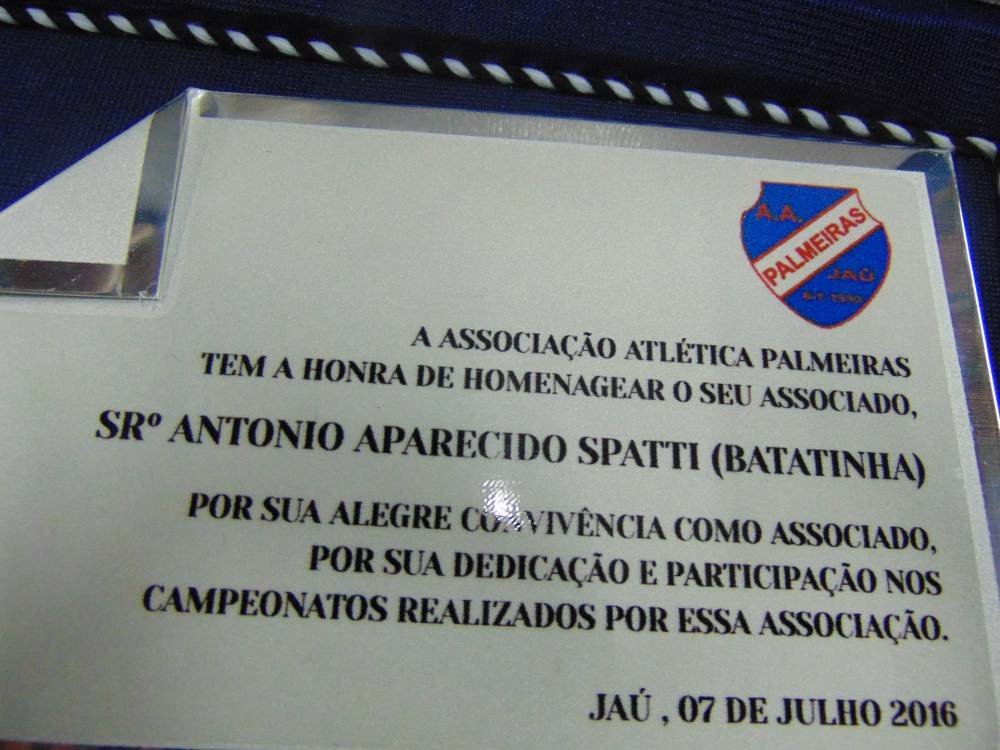 A.A.
PALMEIRAS
JAÚ
A ASSOCIAÇÃO ATLÉTICA PALMEIRAS
TEM A HONRA DE HOMENAGEAR O SEU ASSOCIADO,
SRº ANTONIO APARECIDO SPATTI (BATATINHA)
POR SUA ALEGRE CONVIVÊNCIA COMO ASSOCIADO,
POR SUA DEDICAÇÃO E PARTICIPAÇÃO NOS
CAMPEONATOS REALIZADOS POR ESSA ASSOCIAÇÃO.
JAÚ , 07 DE JULHO 2016